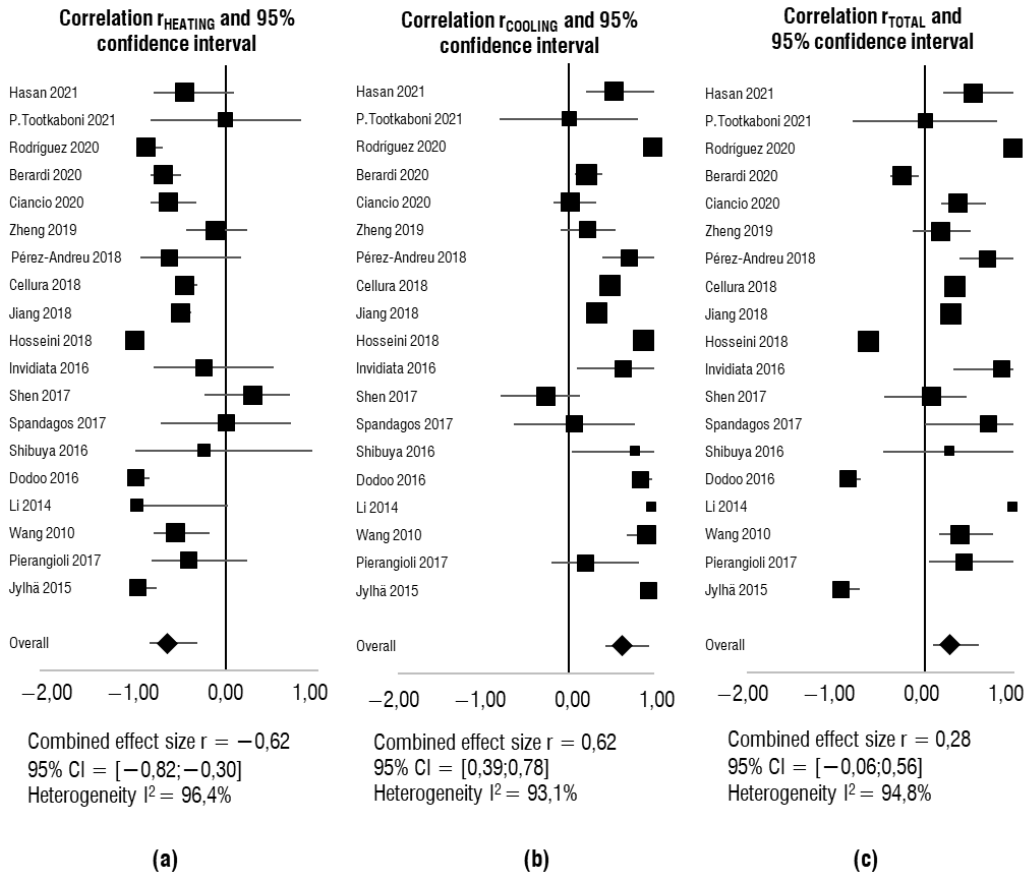 Correlation rHEATING and 95%
confidence interval
Hasan 2021
P.Tootkaboni 2021
Rodríguez 2020
Berardi 2020
Ciancio 2020
Zheng 2019
Pérez-Andreu 2018
Cellura 2018
Jiang 2018
Hosseini 2018
Invidiata 2016
Shen 2017
Spandagos 2017
Shibuya 2016
Dodoo 2016
Li 2014
Wang 2010
Pierangioli 2017
Jylhä 2015
Overall
−2,00 −1,00 0,00 1,00
Combined effect size r = −0,62
95% CI = [−0,82;−0,30]
Heterogeneity I² = 96,4%
(a)
Correlation rCOOLING and 95%
confidence interval
Hasan 2021
P.Tootkaboni 2021
Rodríguez 2020
Berardi 2020
Ciancio 2020
Zheng 2019
Pérez-Andreu 2018
Cellura 2018
Jiang 2018
Hosseini 2018
Invidiata 2016
Shen 2017
Spandagos 2017
Shibuya 2016
Dodoo 2016
Li 2014
Wang 2010
Pierangioli 2017
Jylhä 2015
Overall
−2,00 −1,00 0,00 1,00
Combined effect size r = 0,62
95% CI = [0,39;0,78]
Heterogeneity I² = 93,1%
(b)
Correlation rTOTAL and
95% confidence interval
Hasan 2021
P.Tootkaboni 2021
Rodríguez 2020
Berardi 2020
Ciancio 2020
Zheng 2019
Pérez-Andreu 2018
Cellura 2018
Jiang 2018
Hosseini 2018
Invidiata 2016
Shen 2017
Spandagos 2017
Shibuya 2016
Dodoo 2016
Li 2014
Wang 2010
Pierangioli 2017
Jylhä 2015
Overall
−2,00 −1,00 0,00 1,00
Combined effect size r = 0,28
95% CI = [−0,06;0,56]
Heterogeneity I² = 94,8%
(c)